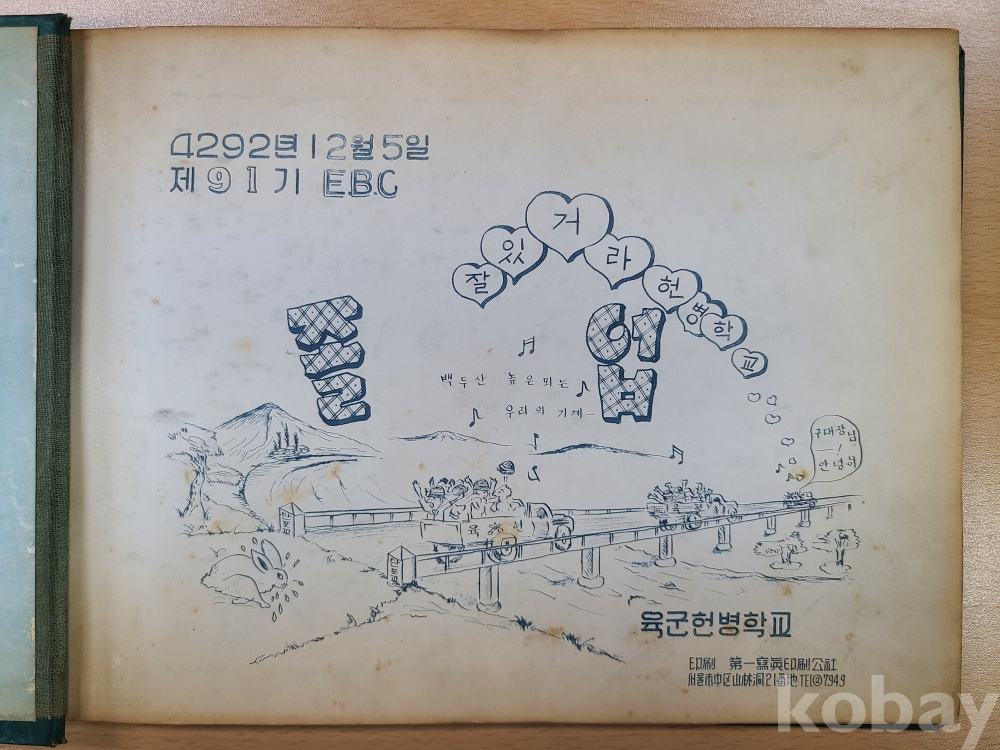 4292년 12월 5일
제 91기 E.B.C
잘 있거라 헌병학교
졸업
백두산 높은 뫼는
우리의 기계—
구대장님
안녕히
육군헌병학교
印刷 第一寫眞印刷公社
서울市中区山林洞21番地 TEL②7949
kobay